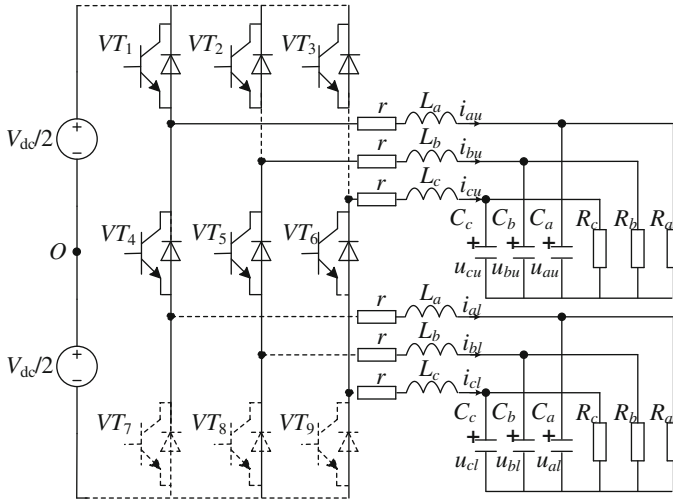 VT1 VT2 VT3
Vdc/2 + −
r La iau
r Lb ibu
r Lc icu
Cc Cb Ca Rc Rb Ra
+ + +
ucu ubu uau
VT4 VT5 VT6
O
r La ial
r Lb ibl
r Lc icl
Vdc/2 + −
VT7 VT8 VT9
Cc Cb Ca Rc Rb Ra
+ + +
ucl ubl ual